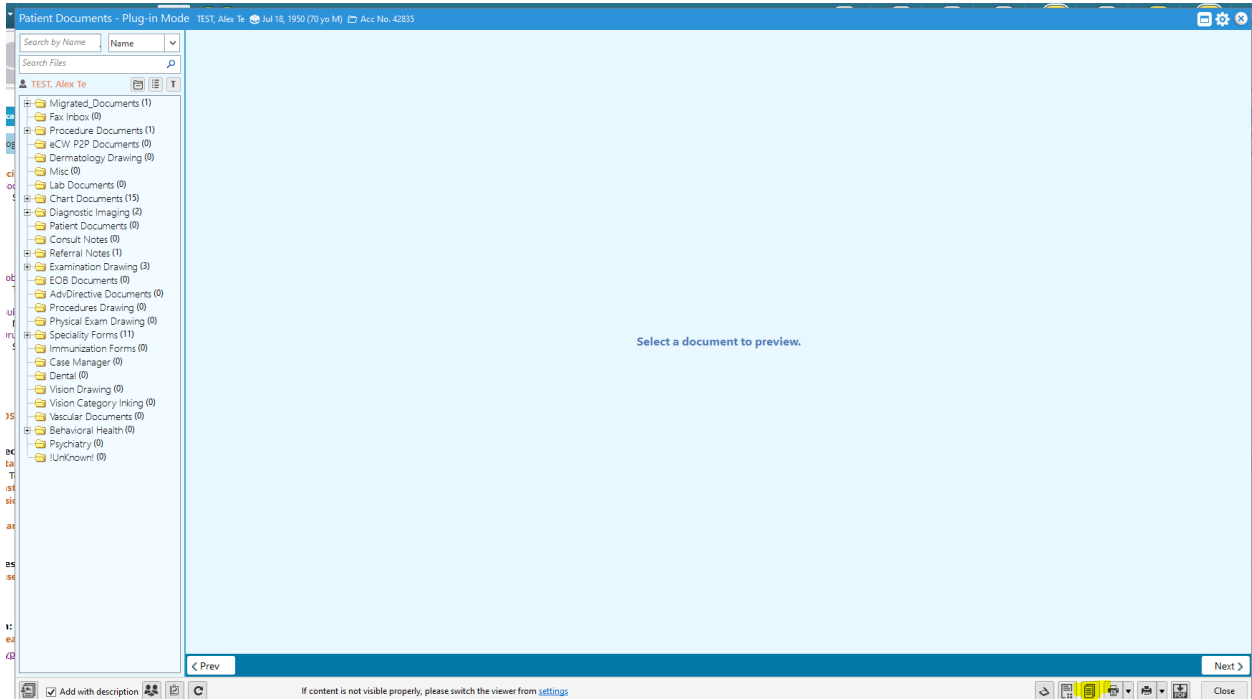 Patient Documents - Plug-in Mode TEST, Alex Te Jul 18, 1950 (70 yo M) Acc No. 42835
Search by Name Name
Search Files
TEST, Alex Te T
Migrated_Documents (1)
Fax Inbox (0)
Procedure Documents (1)
eCW P2P Documents (0)
Dermatology Drawing (0)
Misc (0)
Lab Documents (0)
Chart Documents (15)
Diagnostic Imaging (2)
Patient Documents (0)
Consult Notes (0)
Referral Notes (1)
Examination Drawing (3)
EOB Documents (0)
AdvDirective Documents (0)
Procedures Drawing (0)
Physical Exam Drawing (0)
Speciality Forms (11)
Immunization Forms (0)
Case Manager (0)
Dental (0)
Vision Drawing (0)
Vision Category Inking (0)
Vascular Documents (0)
Behavioral Health (0)
Psychiatry (0)
!UnKnown! (0)
Select a document to preview.
Prev Next
Add with description If content is not visible properly, please switch the viewer from settings PDF Close